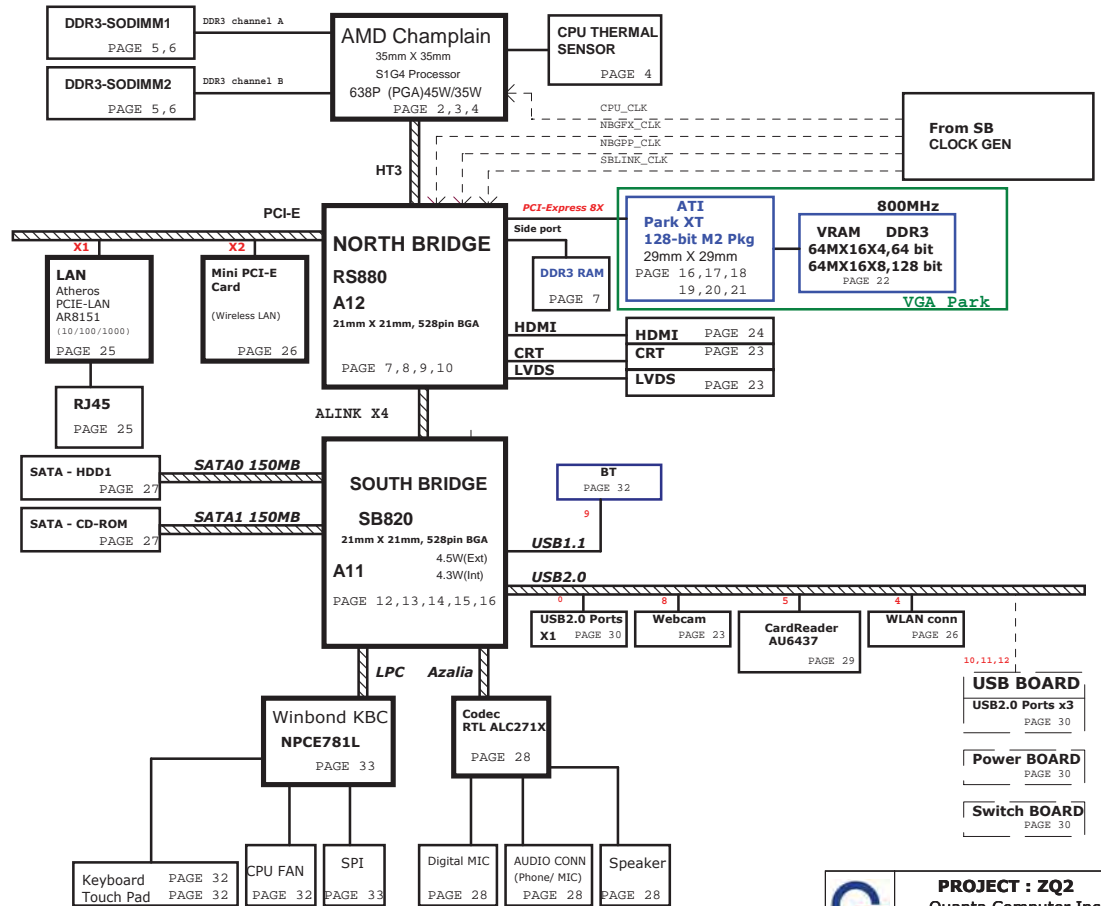 DDR3-SODIMM1
PAGE 5,6
DDR3 channel A
DDR3-SODIMM2
PAGE 5,6
DDR3 channel B
AMD Champlain
35mm X 35mm
S1G4 Processor
638P (PGA)45W/35W
PAGE 2,3,4
CPU THERMAL
SENSOR
PAGE 4
CPU_CLK
NBGFX_CLK
NBGPP_CLK
SBLINK_CLK
From SB
CLOCK GEN
HT3
PCI-E
X1
X2
LAN
Atheros
PCIE-LAN
AR8151
(10/100/1000)
PAGE 25
Mini PCI-E
Card
(Wireless LAN)
PAGE 26
RJ45
PAGE 25
NORTH BRIDGE
RS880
A12
21mm X 21mm, 528pin BGA
PAGE 7,8,9,10
PCI-Express 8X
Side port
DDR3 RAM
PAGE 7
ATI
Park XT
128-bit M2 Pkg
29mm X 29mm
PAGE 16,17,18
19,20,21
800MHz
VRAM DDR3
64MX16X4,64 bit
64MX16X8,128 bit
PAGE 22
VGA Park
HDMI
HDMI PAGE 24
CRT
CRT PAGE 23
LVDS
LVDS PAGE 23
ALINK X4
SATA - HDD1
PAGE 27
SATA0 150MB
SATA - CD-ROM
PAGE 27
SATA1 150MB
SOUTH BRIDGE
SB820
21mm X 21mm, 528pin BGA
4.5W(Ext)
A11
4.3W(Int)
PAGE 12,13,14,15,16
BT
PAGE 32
9
USB1.1
USB2.0
0
USB2.0 Ports
X1 PAGE 30
8
Webcam
PAGE 23
5
CardReader
AU6437
PAGE 29
4
WLAN conn
PAGE 26
10,11,12
USB BOARD
USB2.0 Ports x3
PAGE 30
Power BOARD
PAGE 30
Switch BOARD
PAGE 30
LPC
Azalia
Winbond KBC
NPCE781L
PAGE 33
Codec
RTL ALC271X
PAGE 28
Keyboard PAGE 32
Touch Pad PAGE 32
CPU FAN
PAGE 32
SPI
PAGE 33
Digital MIC
PAGE 28
AUDIO CONN
(Phone/ MIC)
PAGE 28
Speaker
PAGE 28
PROJECT : ZQ2